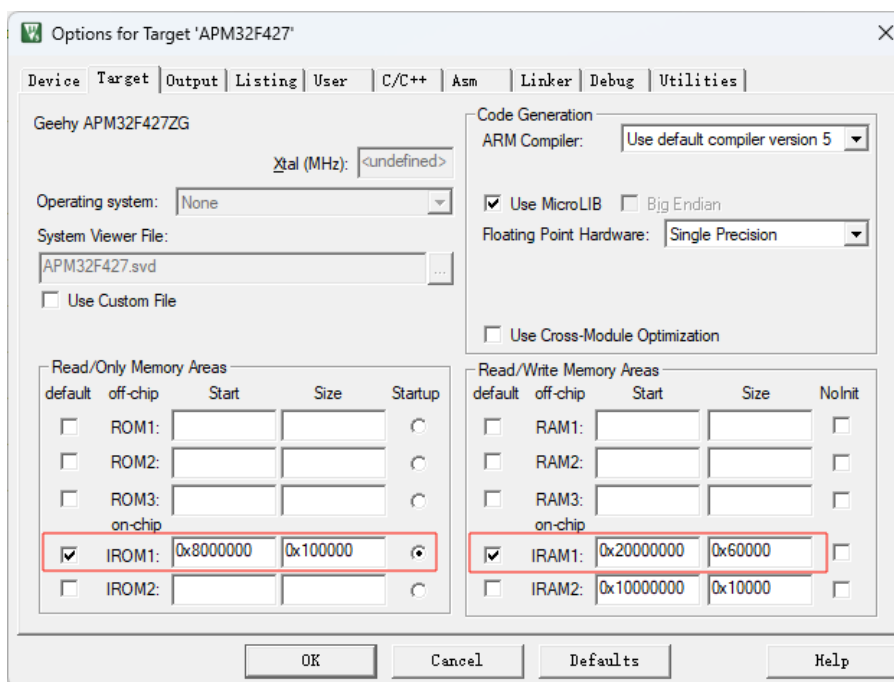 Options for Target 'APM32F427'
Device Target Output Listing User C/C++ Asm Linker Debug Utilities
Geehy APM32F427ZG
Xtal (MHz): <undefined>
Operating system: None
System Viewer File:
APM32F427.svd ...
Use Custom File
Code Generation
ARM Compiler: Use default compiler version 5
Use MicroLIB Big Endian
Floating Point Hardware: Single Precision
Use Cross-Module Optimization
Read/Only Memory Areas
default off-chip Start Size Startup
ROM1:
ROM2:
ROM3:
on-chip
IROM1: 0x8000000 0x100000
IROM2:
Read/Write Memory Areas
default off-chip Start Size NoInit
RAM1:
RAM2:
RAM3:
on-chip
IRAM1: 0x20000000 0x60000
IRAM2: 0x10000000 0x10000
OK Cancel Defaults Help